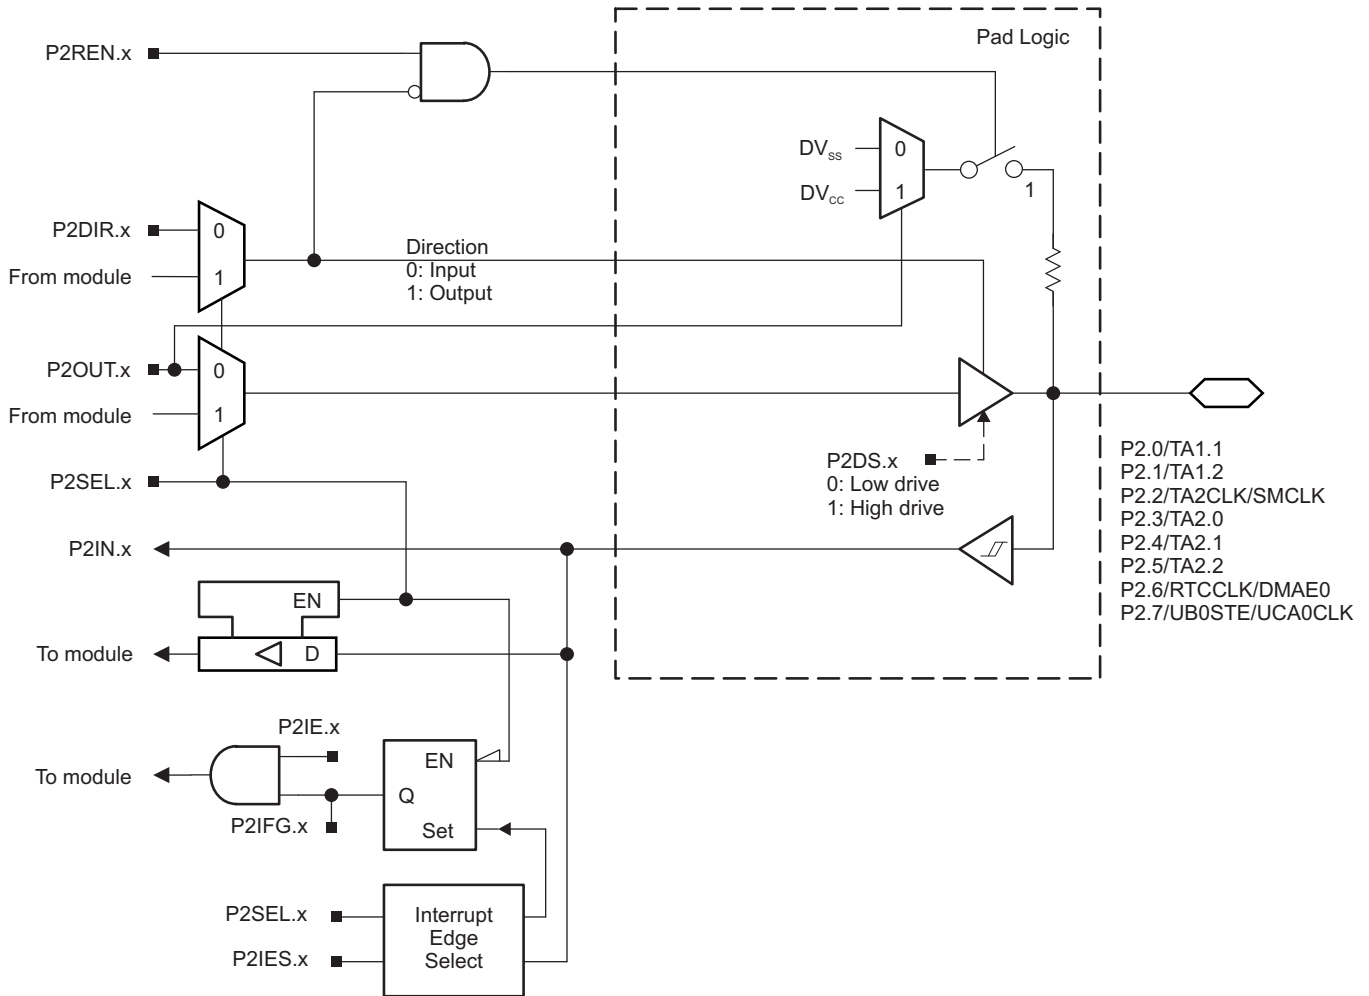 Pad Logic
P2REN.x
DVSS
0
DVCC
1
1
P2DIR.x
0
From module
1
Direction
0: Input
1: Output
P2OUT.x
0
From module
1
P2SEL.x
P2DS.x
0: Low drive
1: High drive
P2.0/TA1.1
P2.1/TA1.2
P2.2/TA2CLK/SMCLK
P2.3/TA2.0
P2.4/TA2.1
P2.5/TA2.2
P2.6/RTCCLK/DMAE0
P2.7/UB0STE/UCA0CLK
P2IN.x
EN
To module
D
P2IE.x
EN
To module
Q
P2IFG.x
Set
P2SEL.x
P2IES.x
Interrupt
Edge
Select